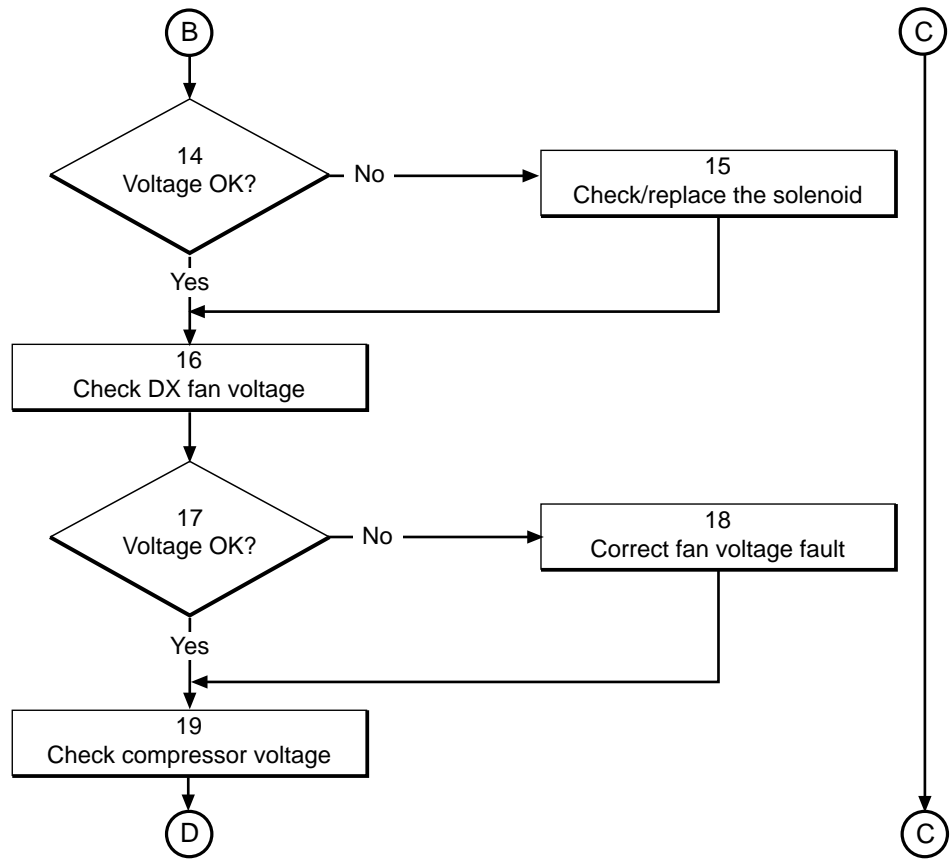 B
C
14
Voltage OK?
No
15
Check/replace the solenoid
Yes
16
Check DX fan voltage
17
Voltage OK?
No
18
Correct fan voltage fault
Yes
19
Check compressor voltage
D
C